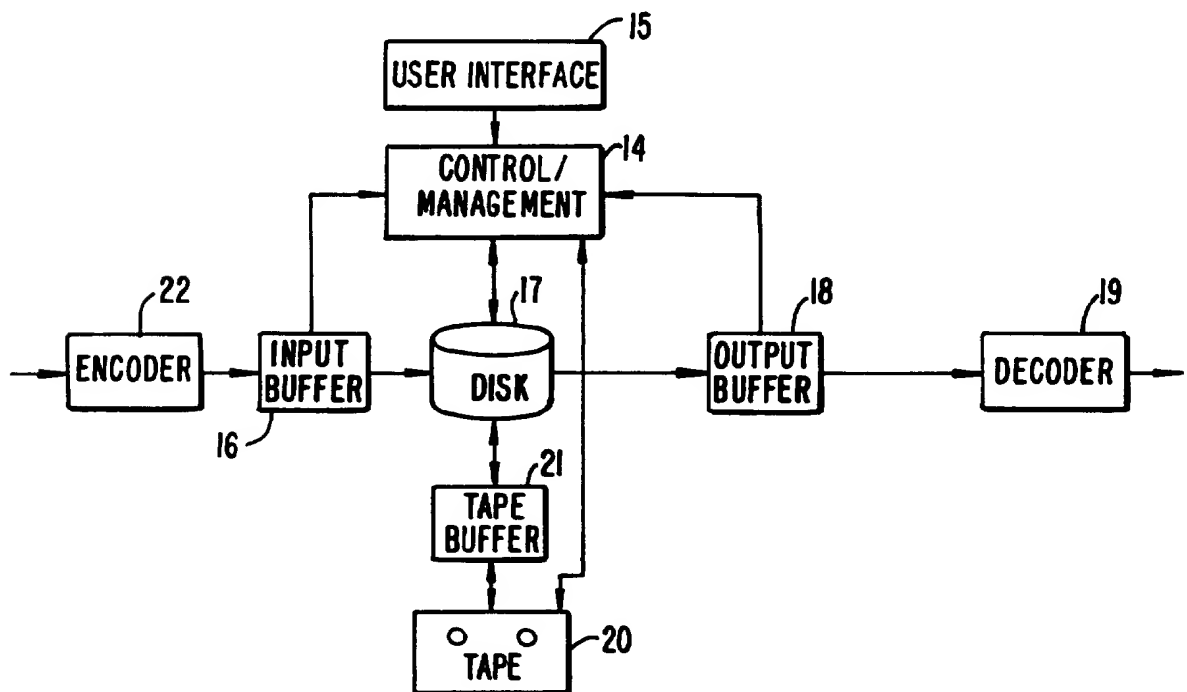 15
USER INTERFACE
14
CONTROL/
MANAGEMENT
22
ENCODER
INPUT
BUFFER
16
17
DISK
18
OUTPUT
BUFFER
19
DECODER
21
TAPE
BUFFER
20
TAPE